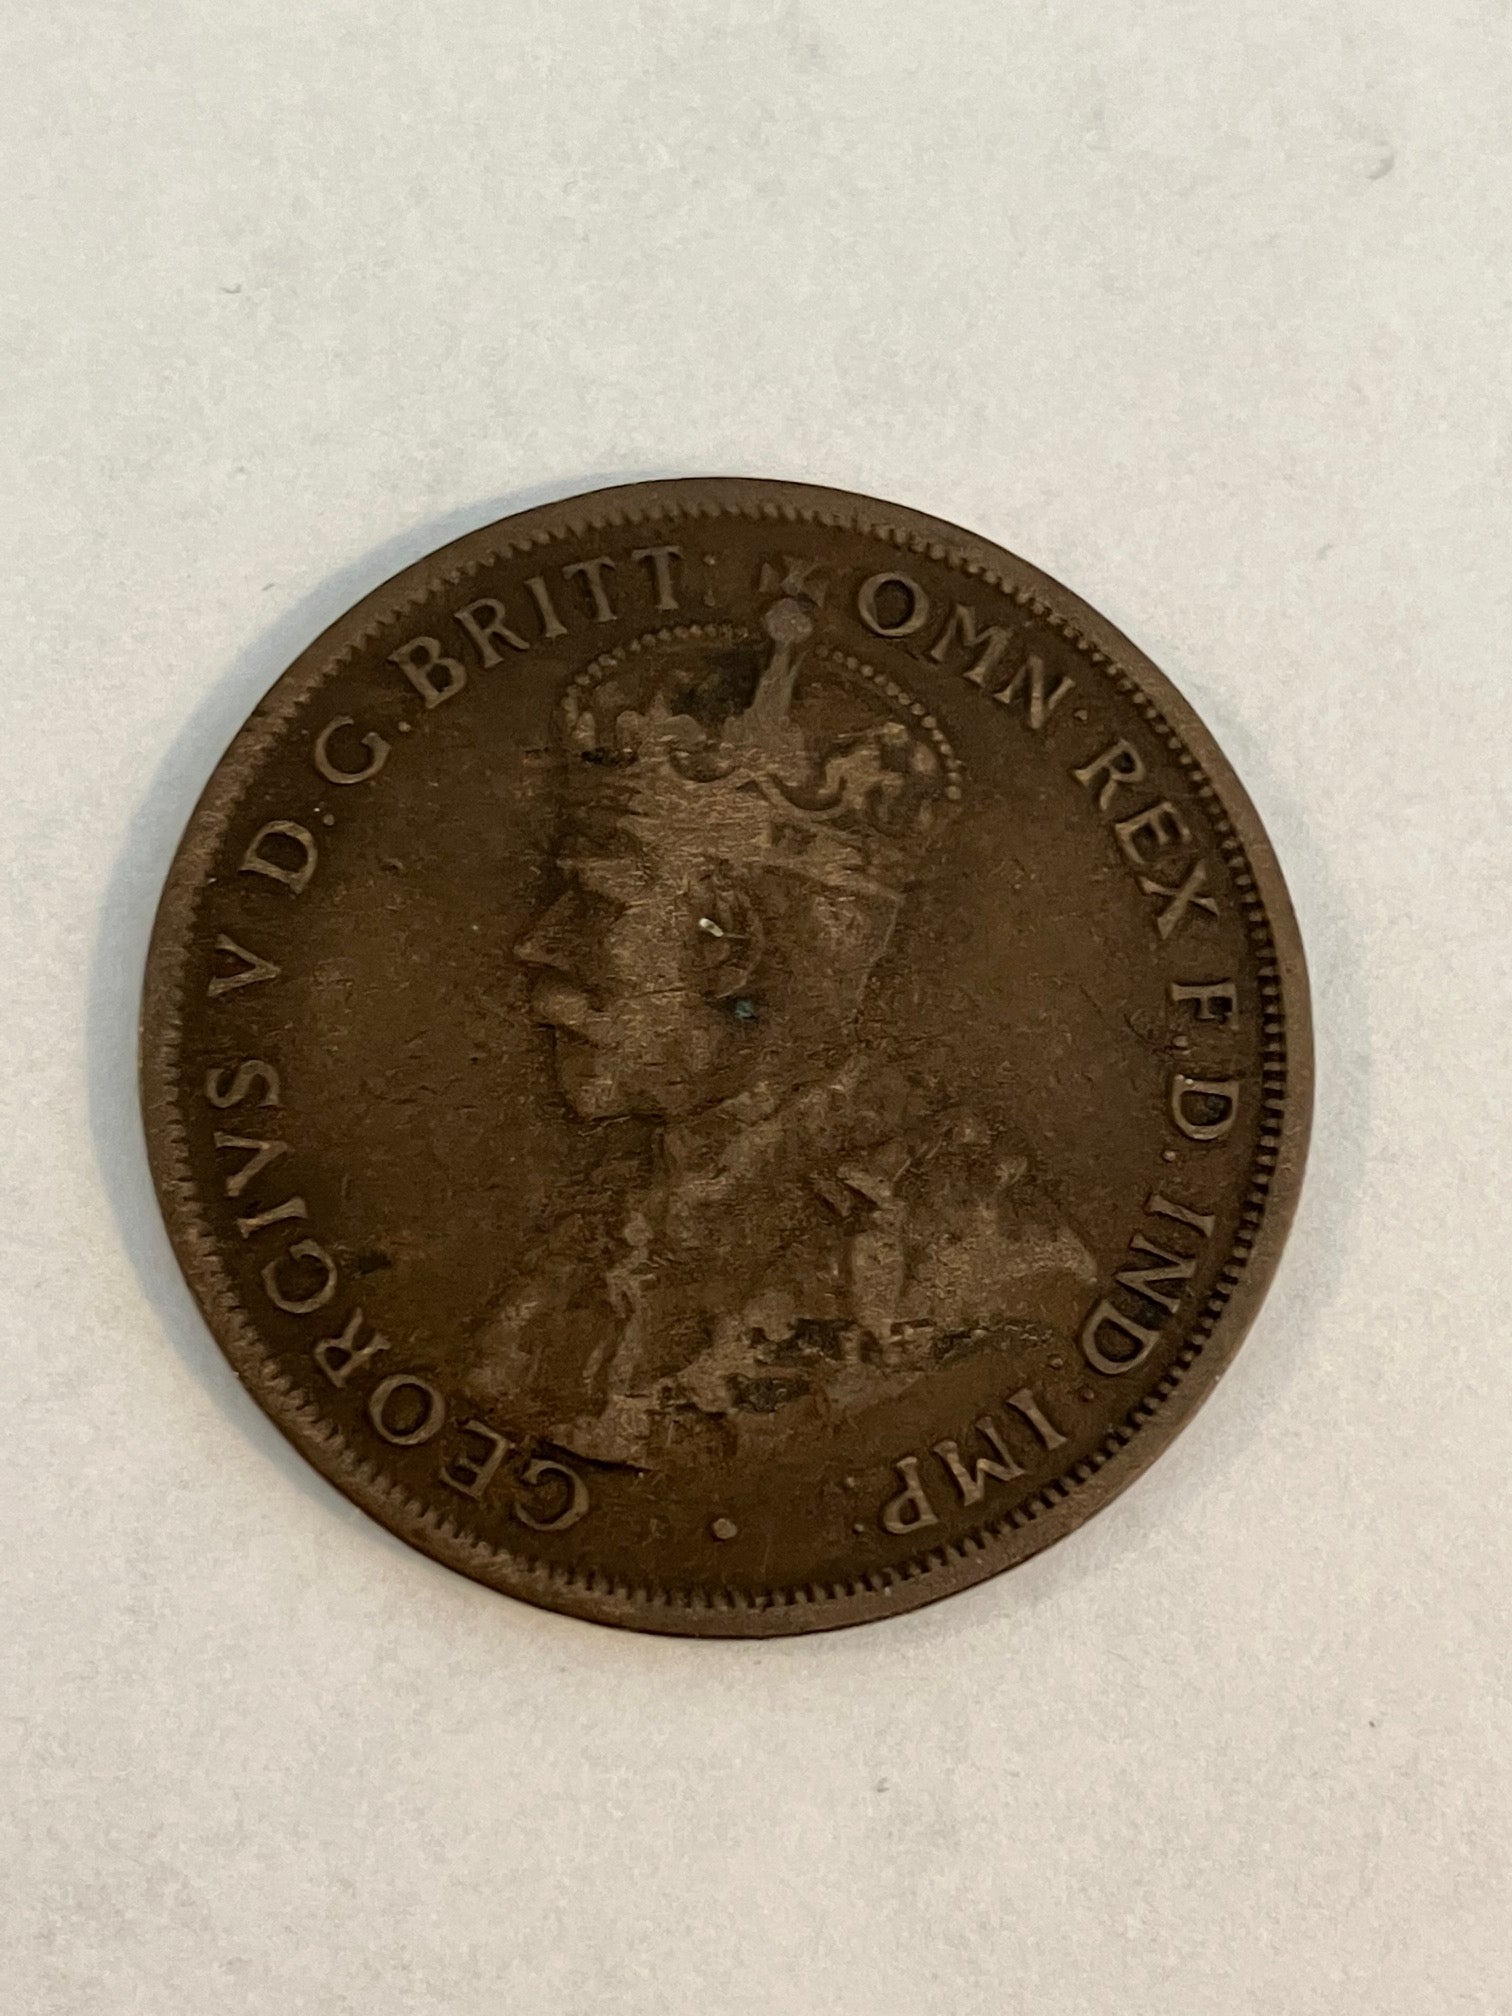 GEORGIVS V D.G.BRITT: OMN:REX F.D.IND:IMP: